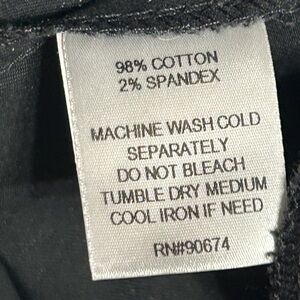 98% COTTON
2% SPANDEX
MACHINE WASH COLD
SEPARATELY
DO NOT BLEACH
TUMBLE DRY MEDIUM
COOL IRON IF NEED
RN#90674